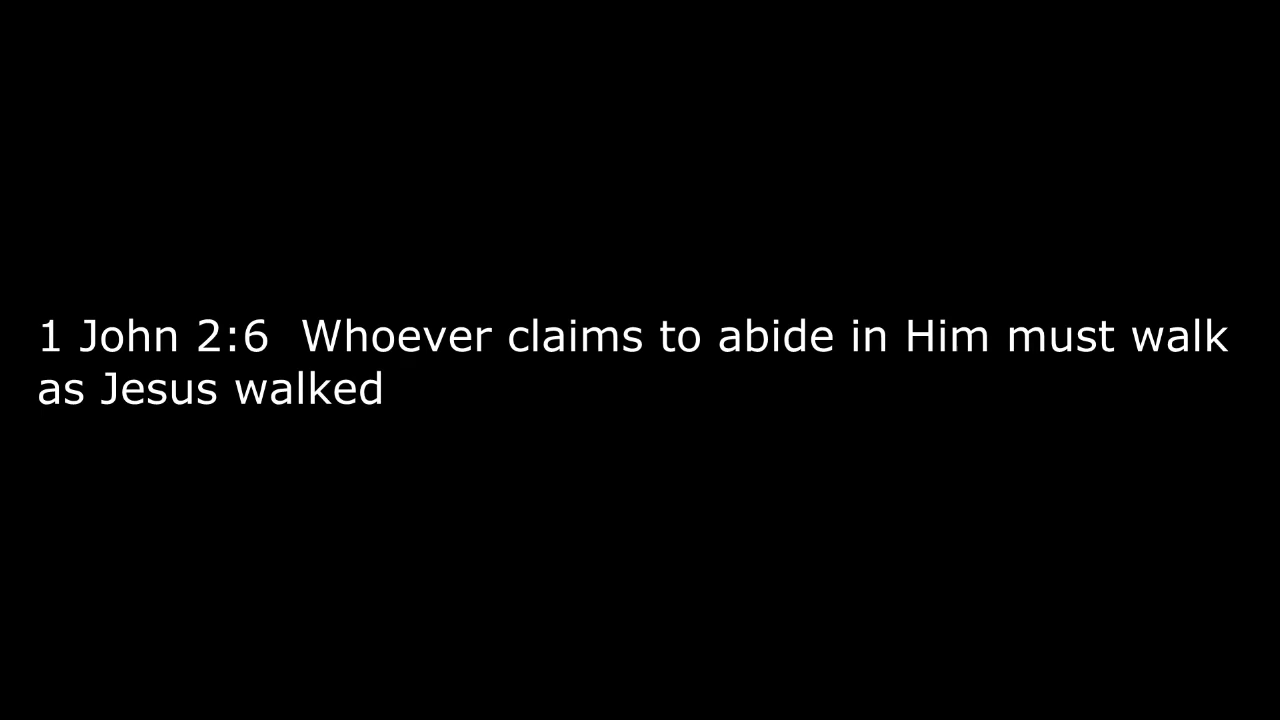 1 John 2:6  Whoever claims to abide in Him must walk
as Jesus walked